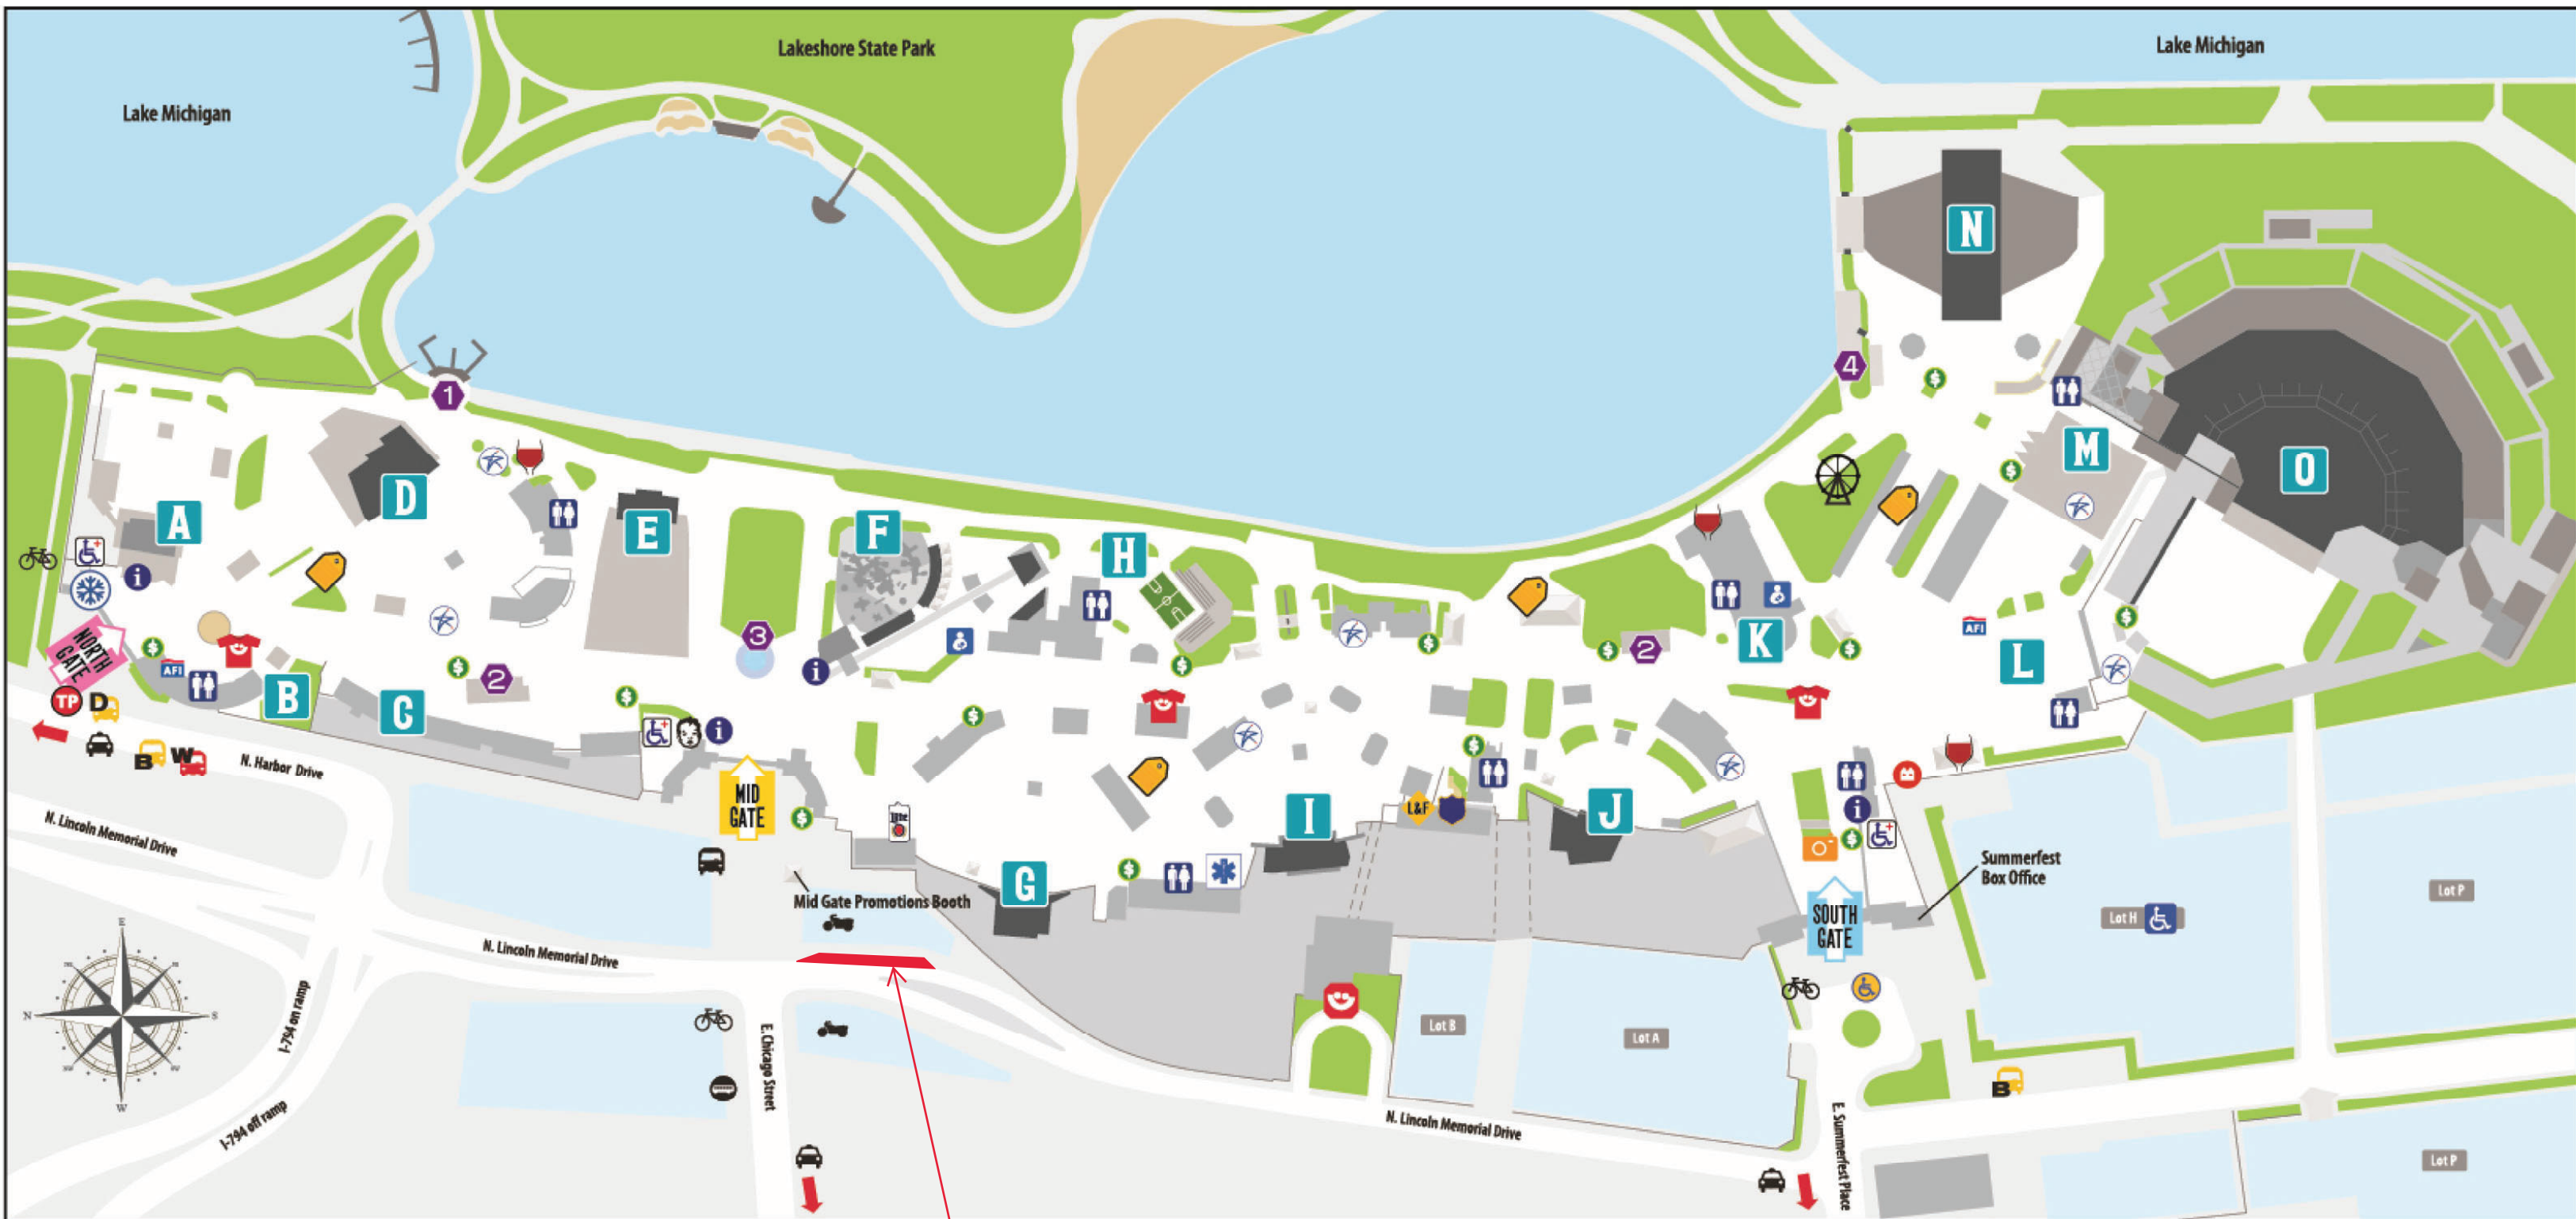 Lakeshore State Park
Lake Michigan
Lake Michigan
N
O
M
4
1
D
A
E
F
H
i
3
2
i
K
2
L
AFI
NORTH
GATE
AFI
B
C
i
TP
D
B
W
N. Harbor Drive
MID
GATE
Lite
G
I
L&F
J
i
SOUTH
GATE
Summerfest
Box Office
Lot H
Lot P
Mid Gate Promotions Booth
N. Lincoln Memorial Drive
N. Lincoln Memorial Drive
E
N
S
W
I-794 on ramp
I-794 off ramp
E. Chicago Street
Lot B
Lot A
N. Lincoln Memorial Drive
B
E. Summerfest Place
Lot P